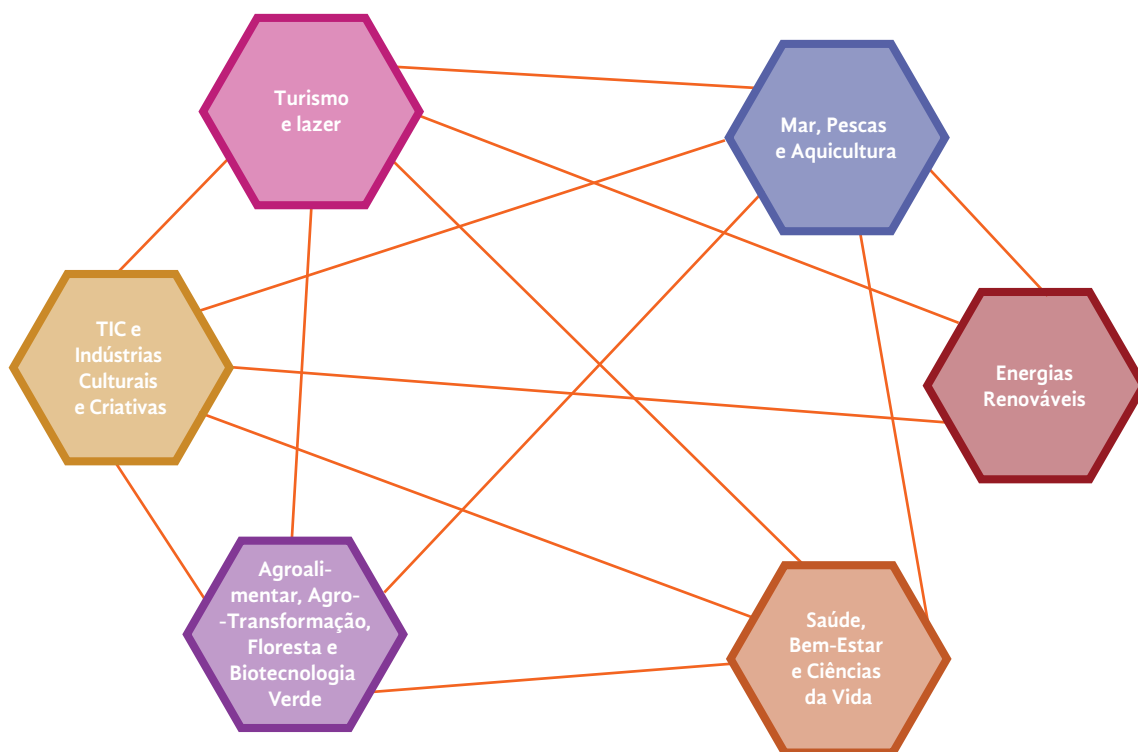 Turismo
e lazer
Mar, Pescas
e Aquicultura
TIC e
Indústrias
Culturais
e Criativas
Energias
Renováveis
Agroali-
mentar, Agro-
-Transformação,
Floresta e
Biotecnologia
Verde
Saúde,
Bem-Estar
e Ciências
da Vida